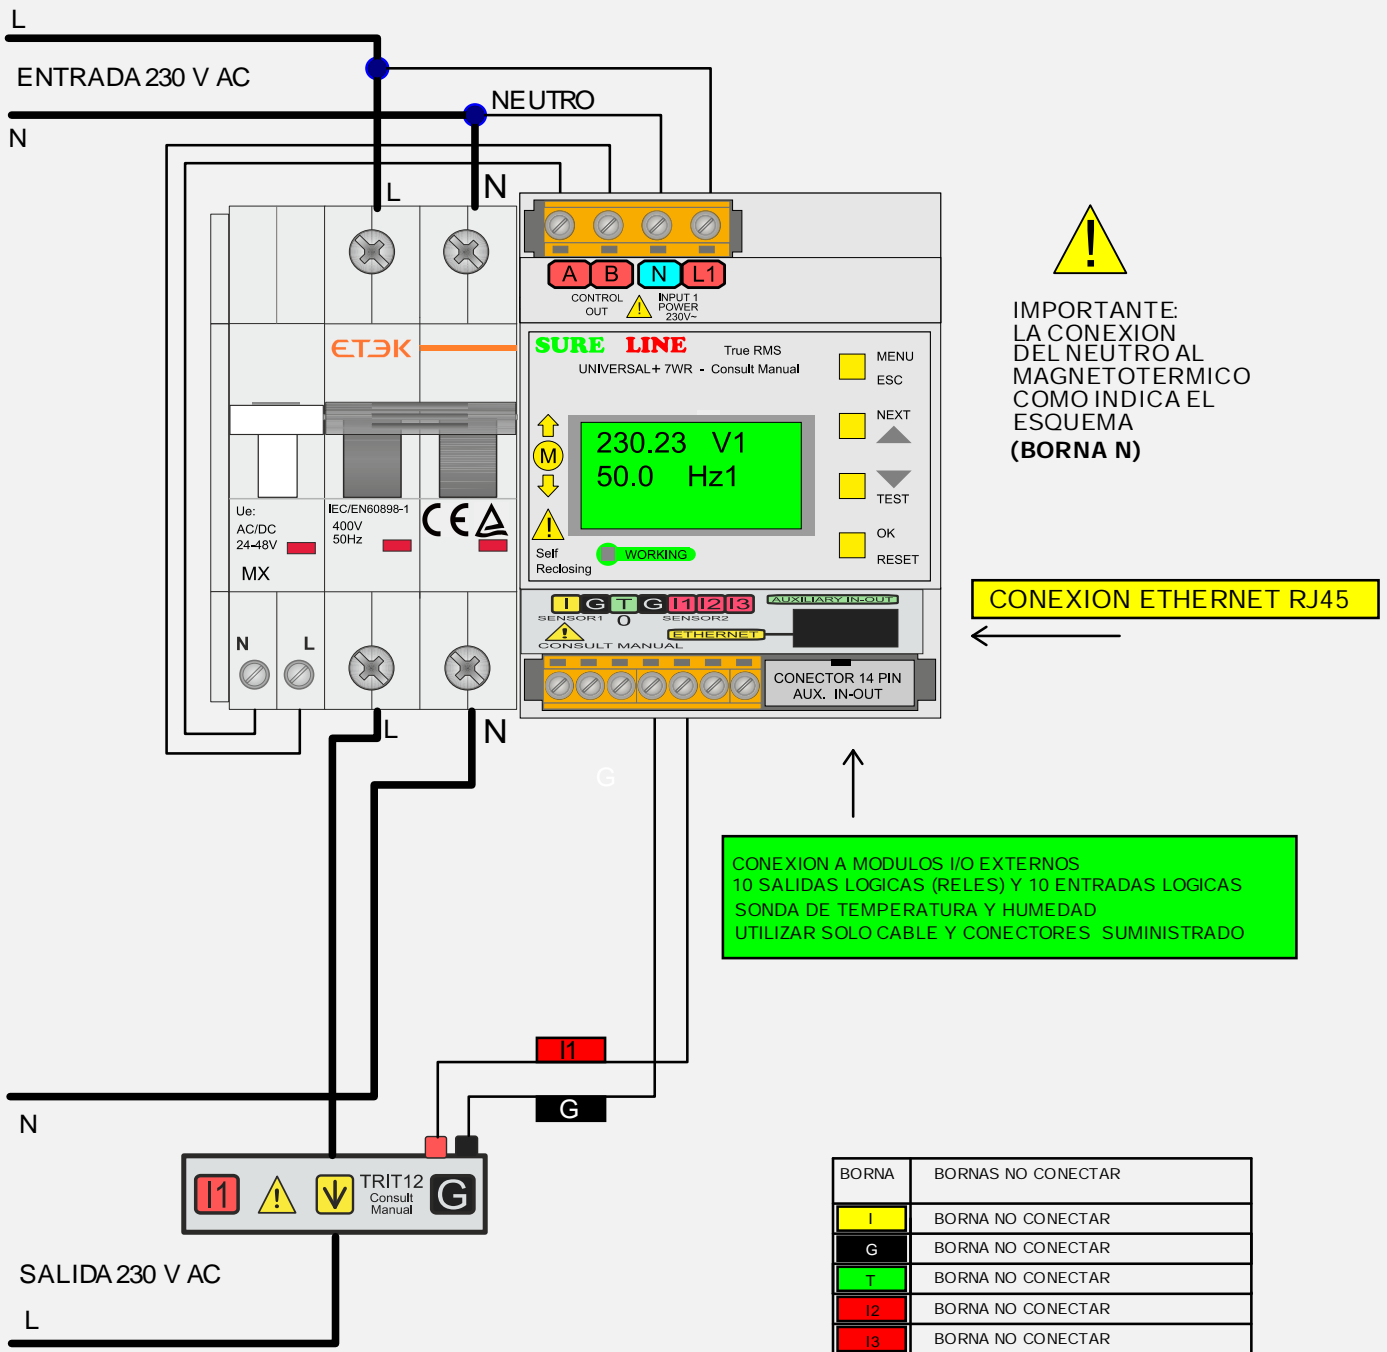 L
ENTRADA 230 V AC
NEUTRO
N
L
N
A B N L1
CONTROL
OUT
INPUT 1
POWER
230V~
!
ETEK
SURE LINE
True RMS
UNIVERSAL+ 7WR - Consult Manual
MENU
ESC
NEXT
TEST
OK
RESET
230.23 V1
50.0 Hz1
M
!
Self
Reclosing
WORKING
Ue:
AC/DC
24-48V
MX
IEC/EN60898-1
400V
50Hz
CE
N L
I G T G I1 I2 I3
SENSOR1 O SENSOR2
AUXILIARY IN-OUT
!
ETHERNET
CONSULT MANUAL
CONECTOR 14 PIN
AUX. IN-OUT
!
IMPORTANTE:
LA CONEXION
DEL NEUTRO AL
MAGNETOTERMICO
COMO INDICA EL
ESQUEMA
(BORNA N)
CONEXION ETHERNET RJ45
L
N
G
CONEXION A MODULOS I/O EXTERNOS
10 SALIDAS LOGICAS (RELES) Y 10 ENTRADAS LOGICAS
SONDA DE TEMPERATURA Y HUMEDAD
UTILIZAR SOLO CABLE Y CONECTORES SUMINISTRADO
I1
G
N
I1
!
TRIT12
Consult
Manual
G
SALIDA 230 V AC
L
BORNA BORNAS NO CONECTAR
I BORNA NO CONECTAR
G BORNA NO CONECTAR
T BORNA NO CONECTAR
I2 BORNA NO CONECTAR
I3 BORNA NO CONECTAR